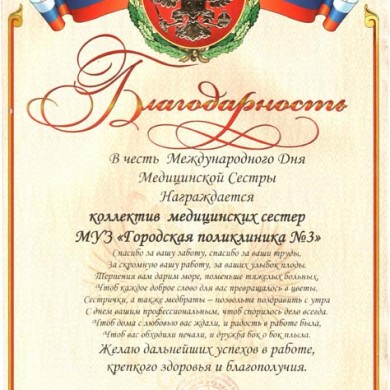 Благодарность
В честь Международного Дня
Медицинской Сестры
Награждается
коллектив медицинских сестер
МУЗ «Городская поликлиника №3»
Спасибо за вашу заботу, спасибо за ваши труды,
За скромную вашу работу, за ваших улыбок плоды.
Терпения вам дарим море, поменьше тяжелых больных,
Чтоб каждое доброе слово для вас превращалось в цветы.
Сестрички, а также медбраты – позвольте поздравить с утра
С днем вашим профессиональным, чтоб спорилось дело всегда.
Чтоб дома с любовью вас ждали, и радость в работе была,
Чтоб вас обходили печали, и дружба бок о бок плыла.
Желаю дальнейших успехов в работе,
крепкого здоровья и благополучия.